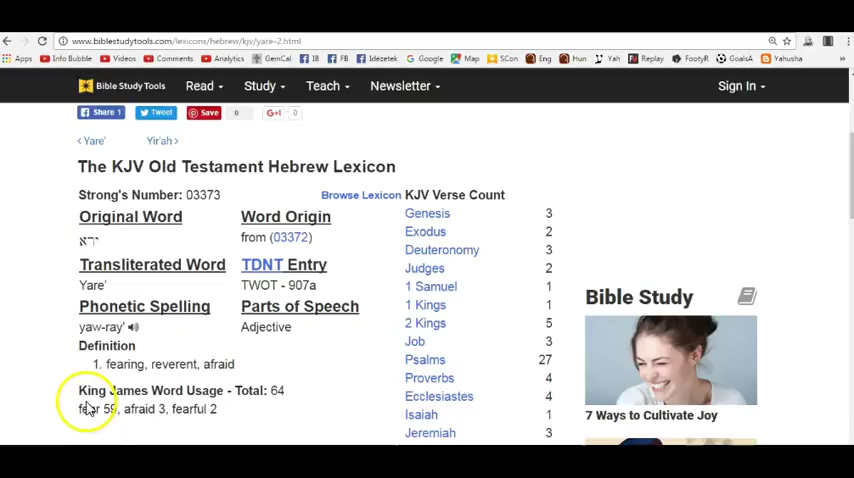 www.biblestudytools.com/lexicons/hebrew/kjv/yare-2.html
Apps Info Bubble Videos Comments Analytics GemCal IB FB Idezetek Google Map SCon Eng Hun Yah Replay FootyR GoalsA Yahusha
Bible Study Tools Read Study Teach Newsletter Sign In
Share 1 Tweet Save 0 G+1 0
‹ Yare' Yir'ah ›
The KJV Old Testament Hebrew Lexicon
Strong's Number: 03373 Browse Lexicon
Original Word Word Origin
ירא from (03372)
Transliterated Word TDNT Entry
Yare' TWOT - 907a
Phonetic Spelling Parts of Speech
yaw-ray' Adjective
Definition
1. fearing, reverent, afraid
King James Word Usage - Total: 64
fear 59, afraid 3, fearful 2
KJV Verse Count
Genesis 3
Exodus 2
Deuteronomy 3
Judges 2
1 Samuel 1
1 Kings 1
2 Kings 5
Job 3
Psalms 27
Proverbs 4
Ecclesiastes 4
Isaiah 1
Jeremiah 3
Bible Study
7 Ways to Cultivate Joy